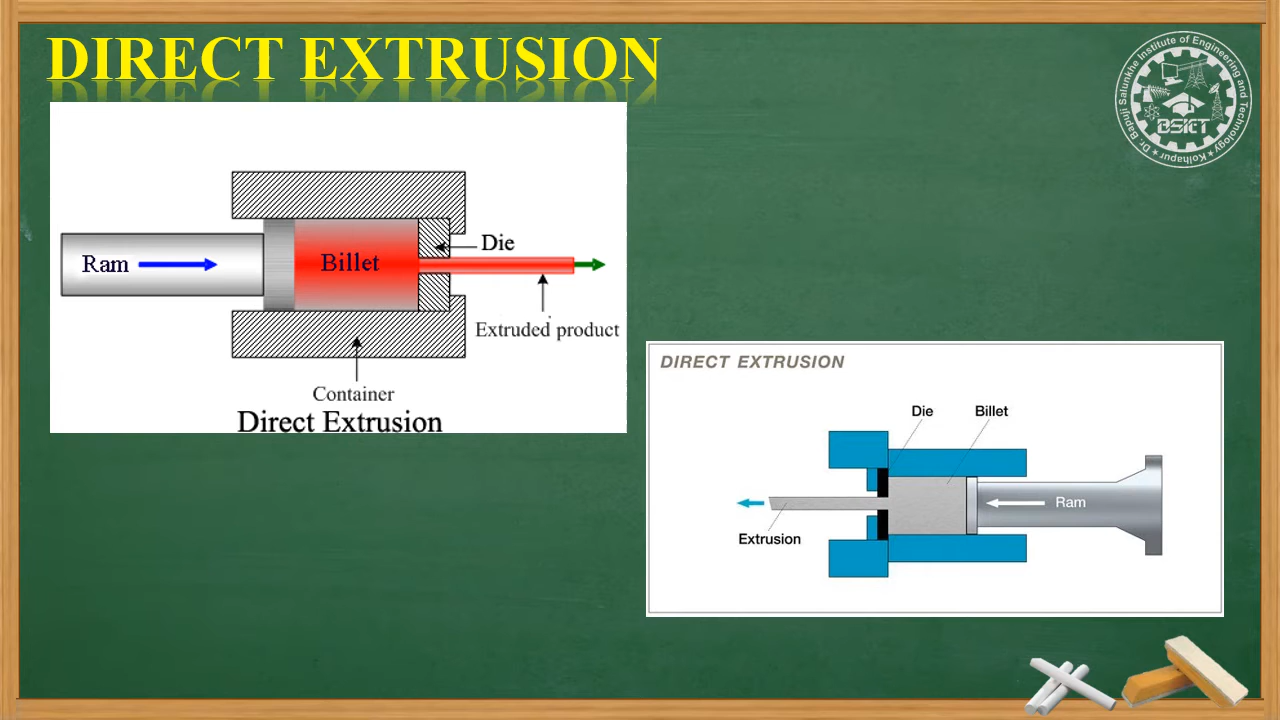 DIRECT EXTRUSION
Dr. Bapuji Salunkhe Institute of Engineering and Technology
★ Kolhapur ★
BSIET
Ram
Billet
Die
Extruded product
Container
Direct Extrusion
DIRECT EXTRUSION
Die
Billet
Ram
Extrusion